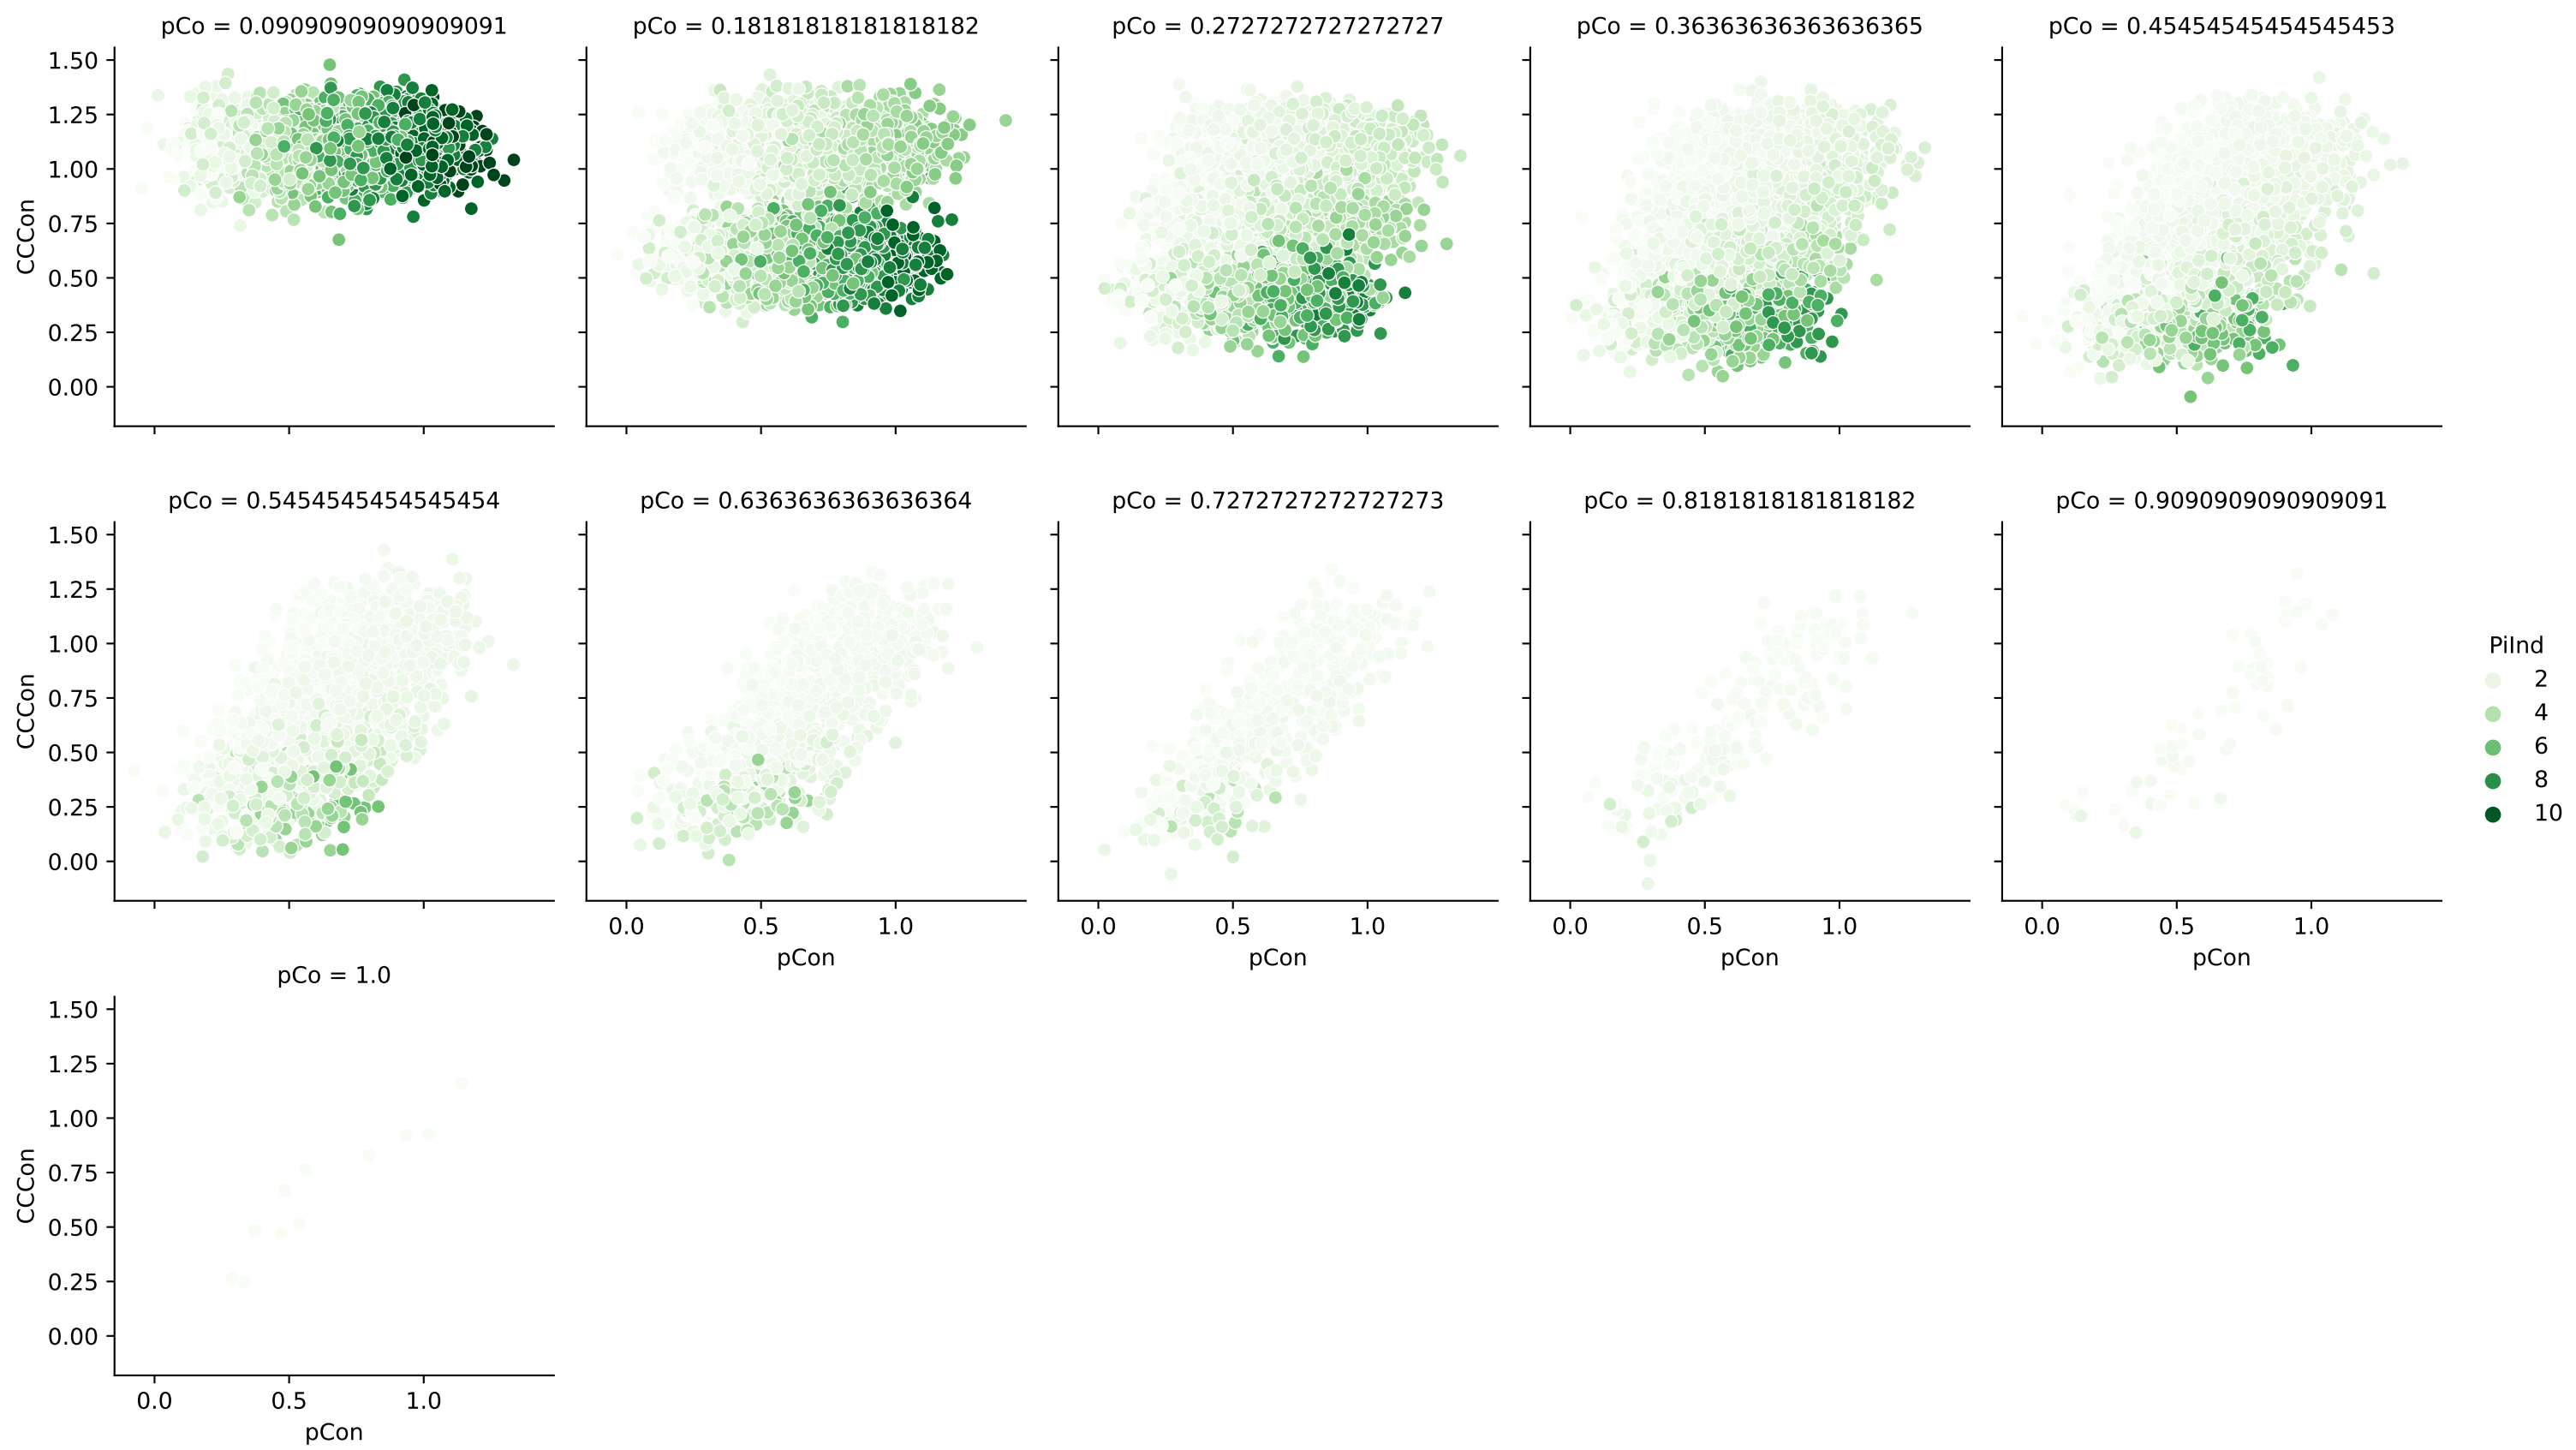 pCo = 0.09090909090909091
pCo = 0.18181818181818182
pCo = 0.2727272727272727
pCo = 0.36363636363636365
pCo = 0.45454545454545453
1.50
1.25
1.00
0.75
0.50
0.25
0.00
CCCon
pCo = 0.5454545454545454
pCo = 0.6363636363636364
pCo = 0.7272727272727273
pCo = 0.8181818181818182
pCo = 0.9090909090909091
1.50
1.25
1.00
0.75
0.50
0.25
0.00
CCCon
0.0 0.5 1.0
pCon
0.0 0.5 1.0
pCon
0.0 0.5 1.0
pCon
0.0 0.5 1.0
pCon
PiInd
2
4
6
8
10
pCo = 1.0
1.50
1.25
1.00
0.75
0.50
0.25
0.00
CCCon
0.0 0.5 1.0
pCon